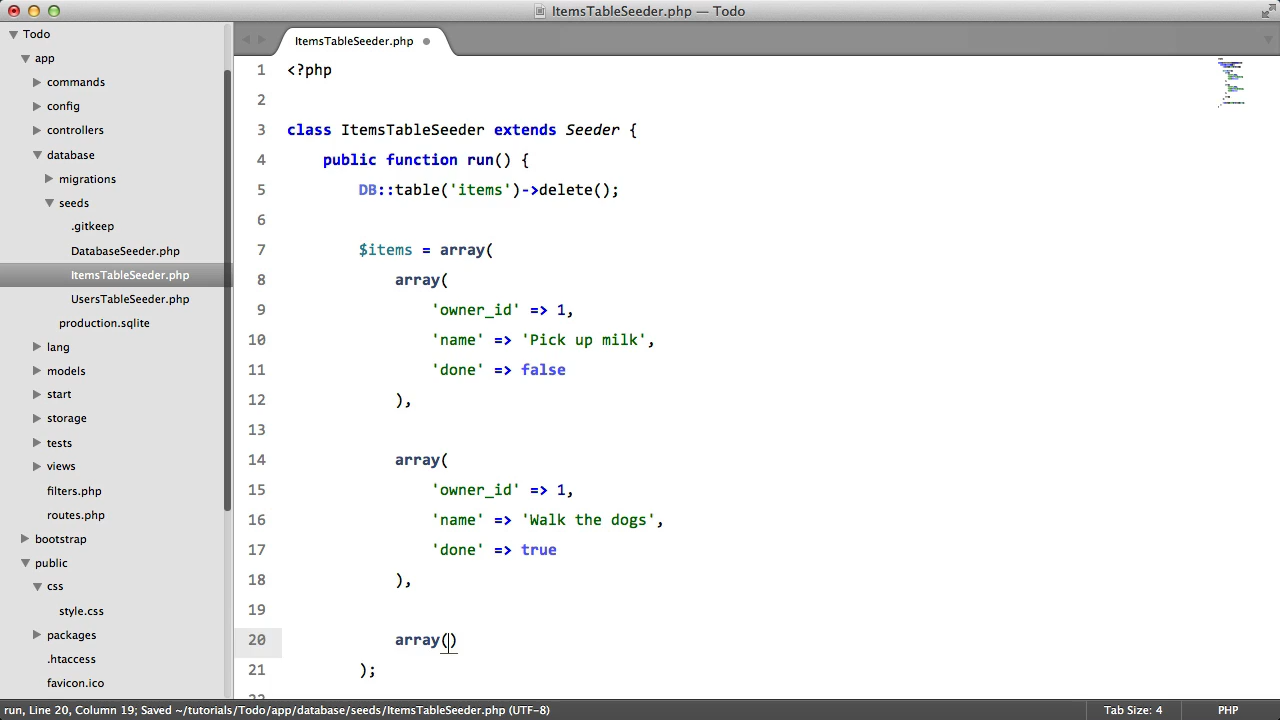 ItemsTableSeeder.php — Todo
Todo
app
commands
config
controllers
database
migrations
seeds
.gitkeep
DatabaseSeeder.php
ItemsTableSeeder.php
UsersTableSeeder.php
production.sqlite
lang
models
start
storage
tests
views
filters.php
routes.php
bootstrap
public
css
style.css
packages
.htaccess
favicon.ico
ItemsTableSeeder.php
1 <?php
2
3 class ItemsTableSeeder extends Seeder {
4 public function run() {
5 DB::table('items')->delete();
6
7 $items = array(
8 array(
9 'owner_id' => 1,
10 'name' => 'Pick up milk',
11 'done' => false
12 ),
13
14 array(
15 'owner_id' => 1,
16 'name' => 'Walk the dogs',
17 'done' => true
18 ),
19
20 array()
21 );
22
run, Line 20, Column 19; Saved ~/tutorials/Todo/app/database/seeds/ItemsTableSeeder.php (UTF-8)
Tab Size: 4
PHP